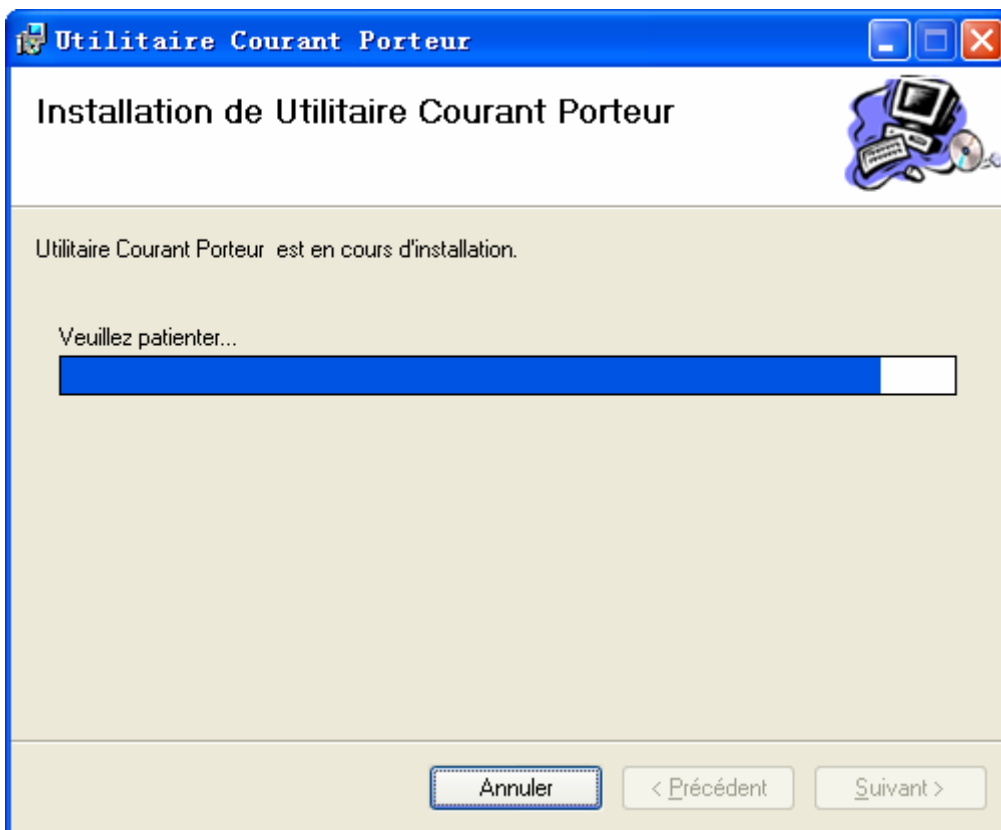 Utilitaire Courant Porteur
Installation de Utilitaire Courant Porteur
Utilitaire Courant Porteur  est en cours d'installation.
Veuillez patienter...
Annuler
< Précédent
Suivant >